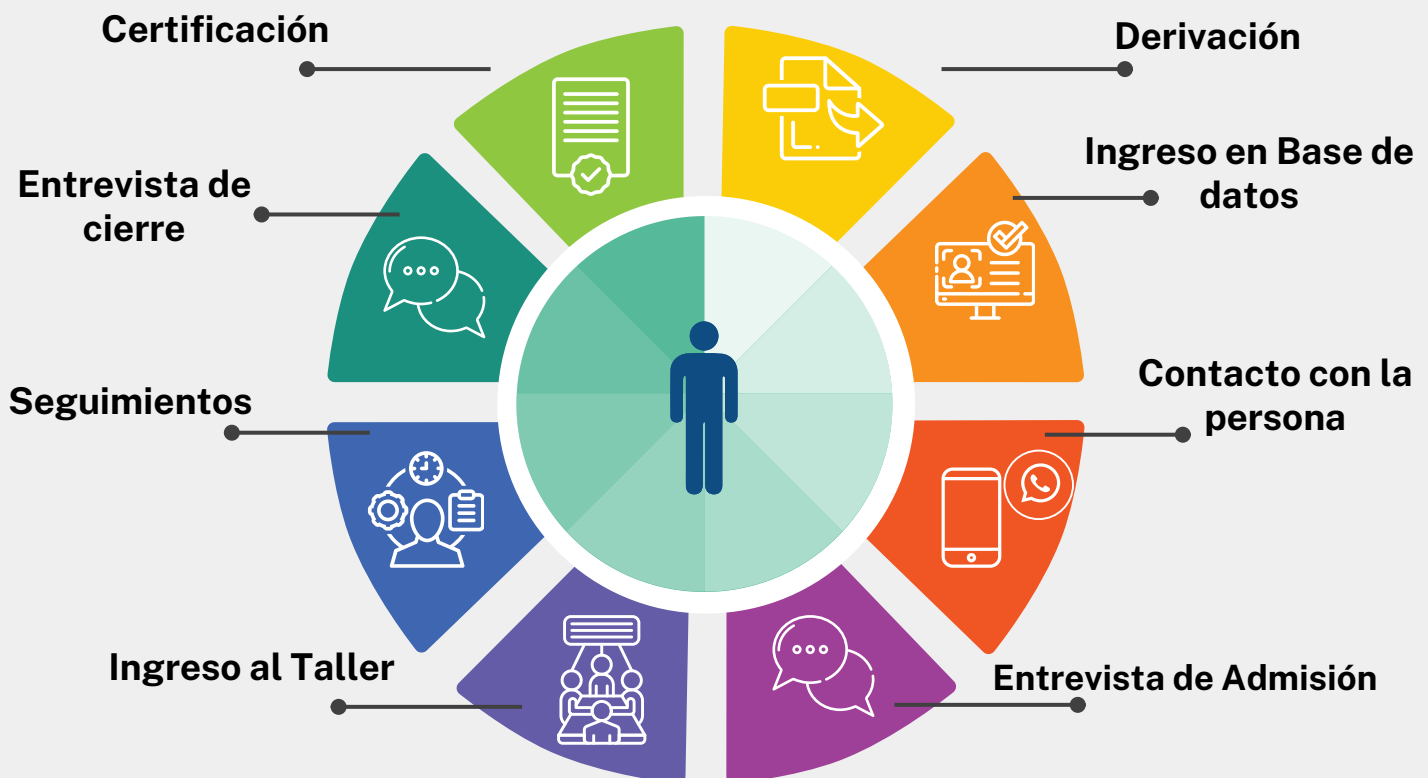 Certificación
Derivación
Ingreso en Base de
datos
Entrevista de
cierre
Contacto con la
persona
Seguimientos
Ingreso al Taller
Entrevista de Admisión